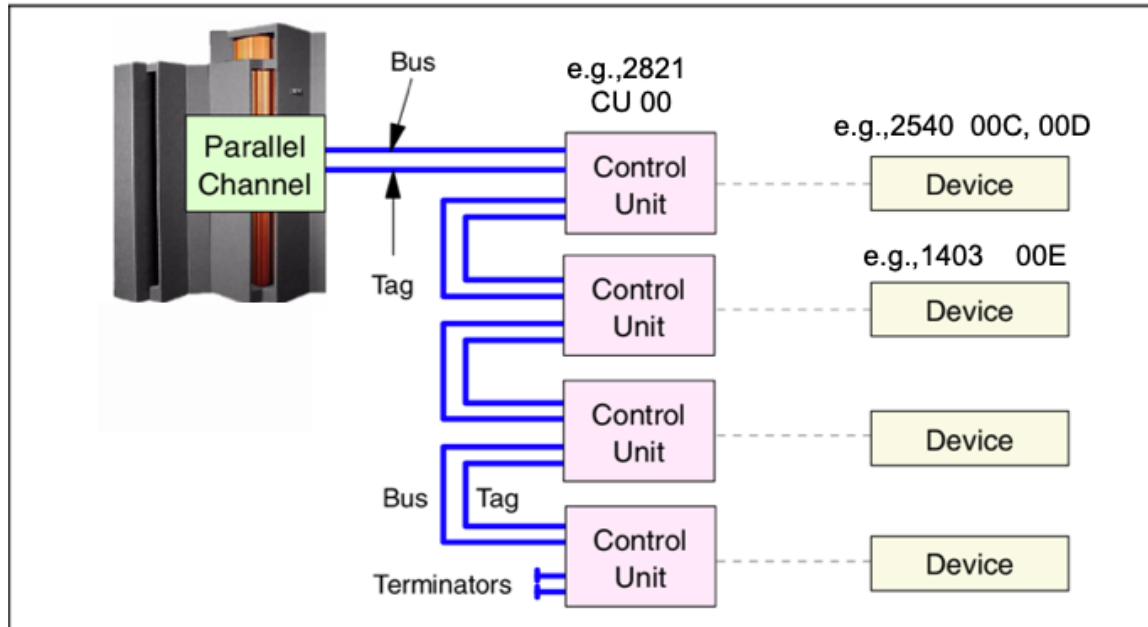 Bus
e.g.,2821
CU 00
e.g.,2540 00C, 00D
Parallel
Channel
Control
Unit
Device
Tag
e.g.,1403 00E
Control
Unit
Device
Control
Unit
Device
Bus
Tag
Control
Unit
Device
Terminators